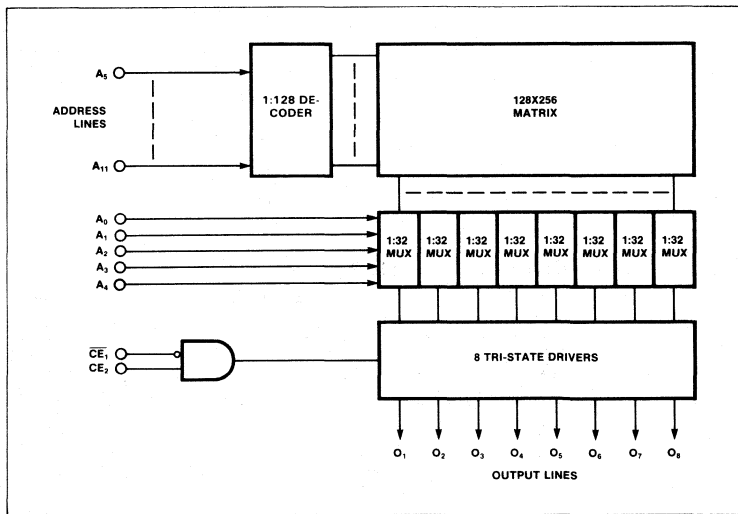 A₅
ADDRESS
LINES
A₁₁
1:128 DE-
CODER
128X256
MATRIX
A₀
A₁
A₂
A₃
A₄
1:32
MUX
1:32
MUX
1:32
MUX
1:32
MUX
1:32
MUX
1:32
MUX
1:32
MUX
1:32
MUX
C̅E̅₁
CE₂
8 TRI-STATE DRIVERS
O₁ O₂ O₃ O₄ O₅ O₆ O₇ O₈
OUTPUT LINES